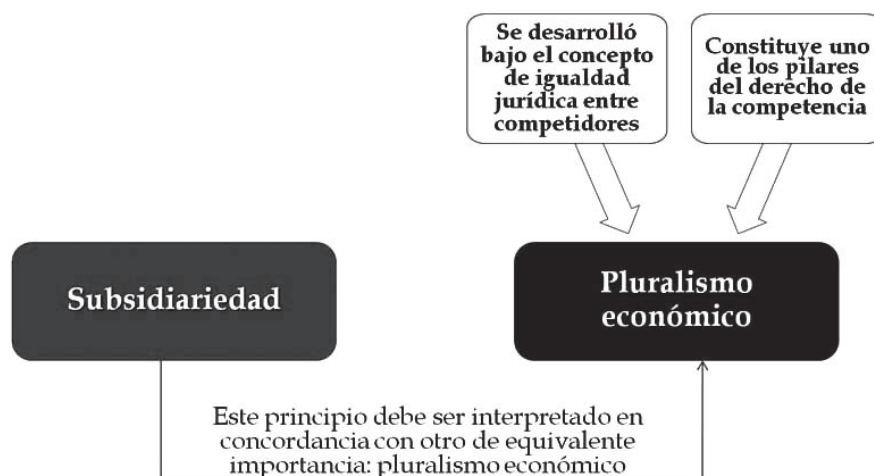 Se desarrolló
bajo el concepto
de igualdad
jurídica entre
competidores
Constituye uno
de los pilares
del derecho de
la competencia
Subsidiariedad
Pluralismo
económico
Este principio debe ser interpretado en
concordancia con otro de equivalente
importancia: pluralismo económico